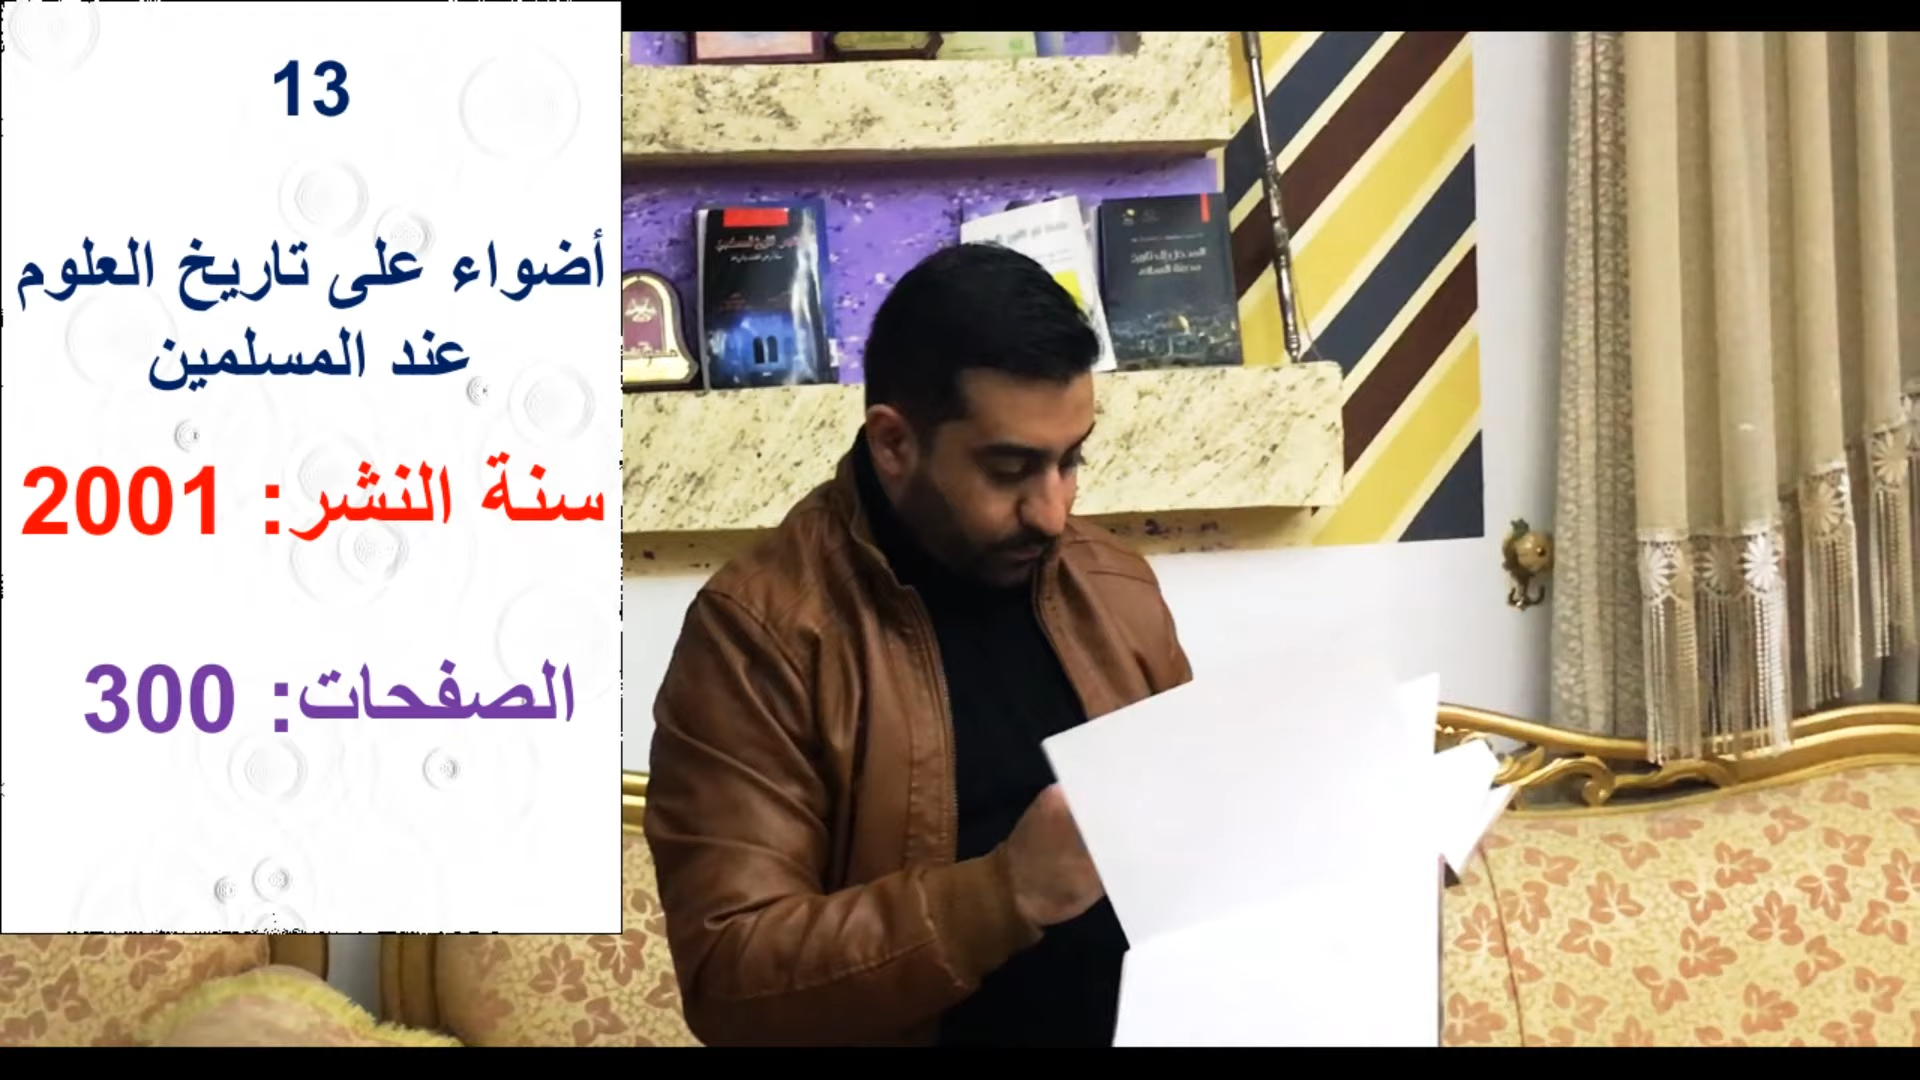 13
أضواء على تاريخ العلوم
عند المسلمين
سنة النشر: 2001
الصفحات: 300